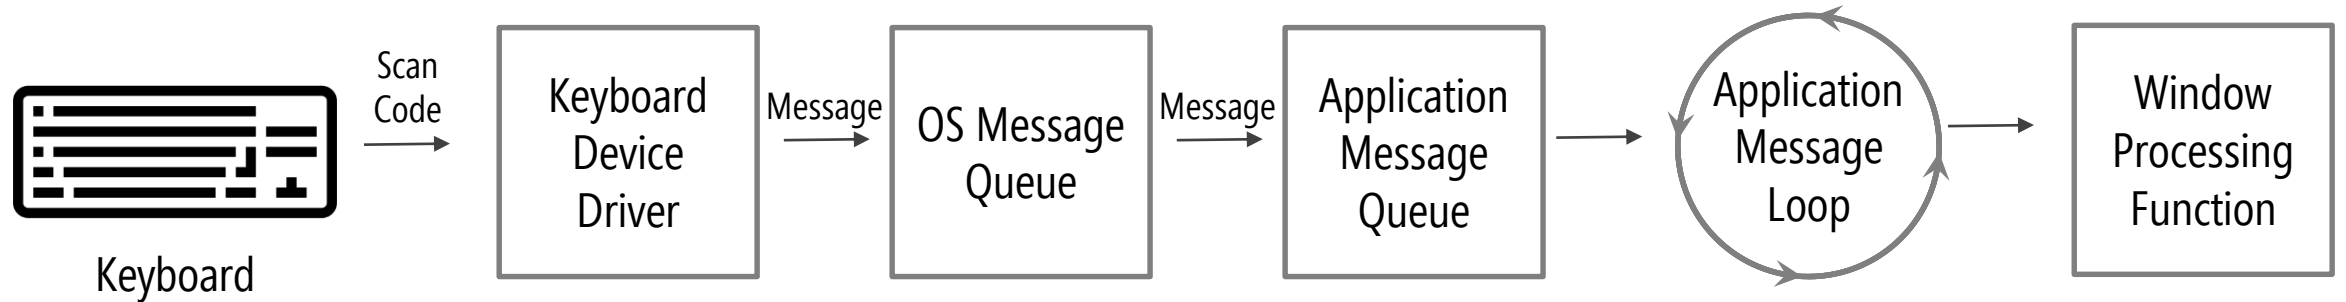 Keyboard
Scan
Code
Keyboard
Device
Driver
Message
OS Message
Queue
Message
Application
Message
Queue
Application
Message
Loop
Window
Processing
Function